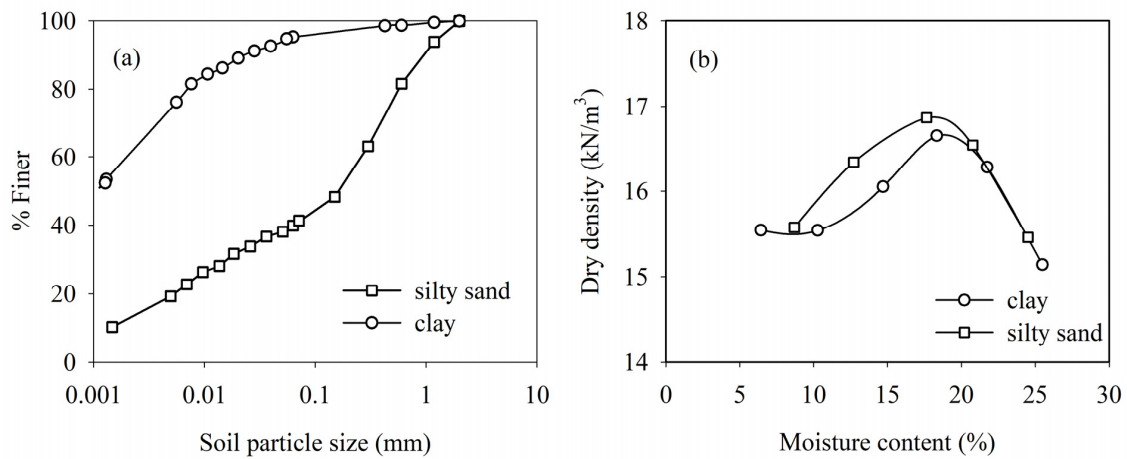 100
80
60
40
20
0
% Finer
(a)
silty sand
clay
0.001
0.01
0.1
1
10
Soil particle size (mm)
18
17
16
15
14
Dry density (kN/m³)
(b)
clay
silty sand
0
5
10
15
20
25
30
Moisture content (%)